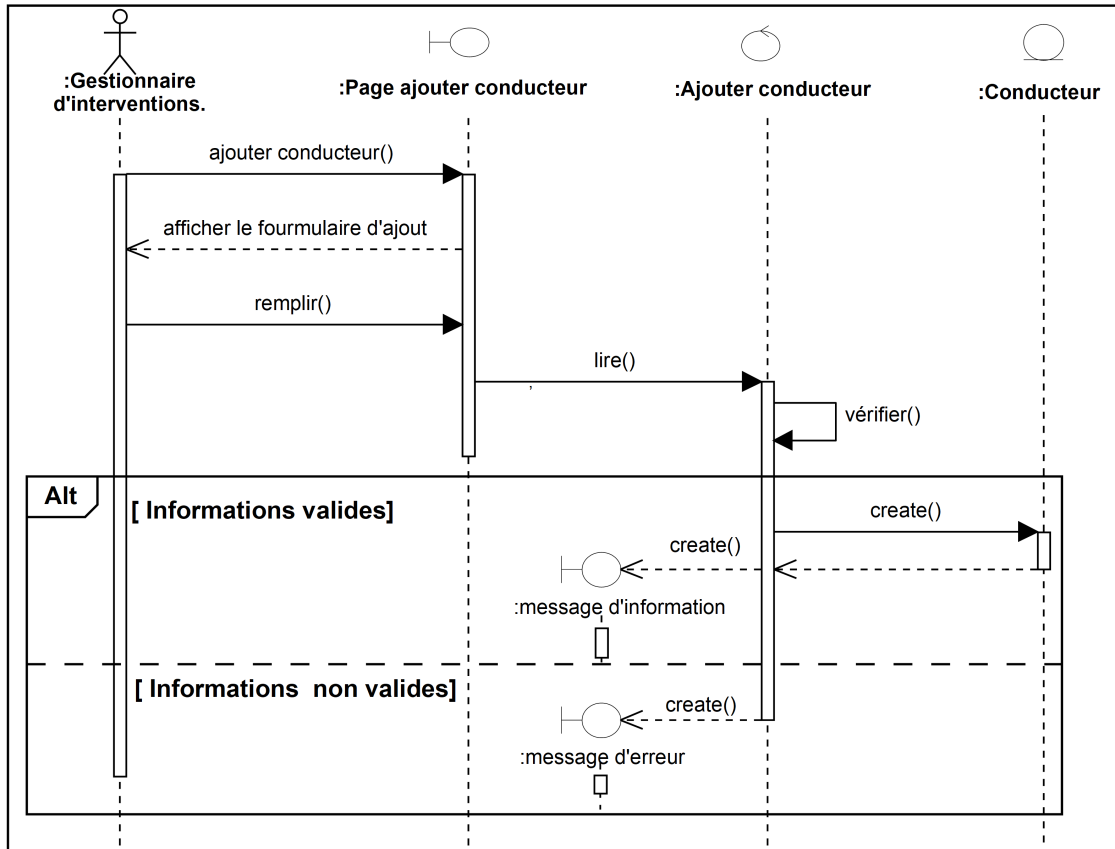 :Gestionnaire
d'interventions.
:Page ajouter conducteur
:Ajouter conducteur
:Conducteur
ajouter conducteur()
afficher le fourmulaire d'ajout
remplir()
lire()
,
vérifier()
Alt
[ Informations valides]
create()
create()
:message d'information
[ Informations non valides]
create()
:message d'erreur